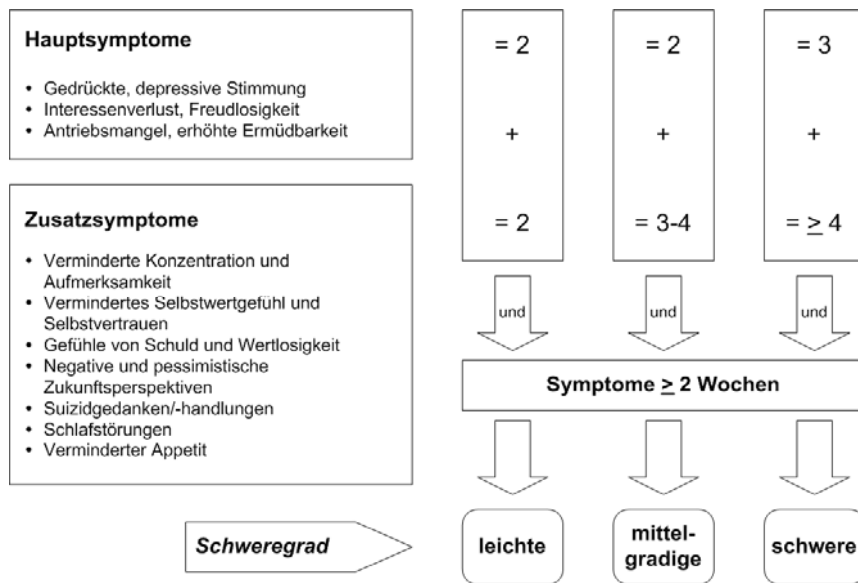 Hauptsymptome
• Gedrückte, depressive Stimmung
• Interessenverlust, Freudlosigkeit
• Antriebsmangel, erhöhte Ermüdbarkeit
Zusatzsymptome
• Verminderte Konzentration und
Aufmerksamkeit
• Vermindertes Selbstwertgefühl und
Selbstvertrauen
• Gefühle von Schuld und Wertlosigkeit
• Negative und pessimistische
Zukunftsperspektiven
• Suizidgedanken/-handlungen
• Schlafstörungen
• Verminderter Appetit
= 2 = 2 = 3
+ + +
= 2 = 3-4 = ≥ 4
und und und
Symptome ≥ 2 Wochen
Schweregrad
leichte
mittel-
gradige
schwere